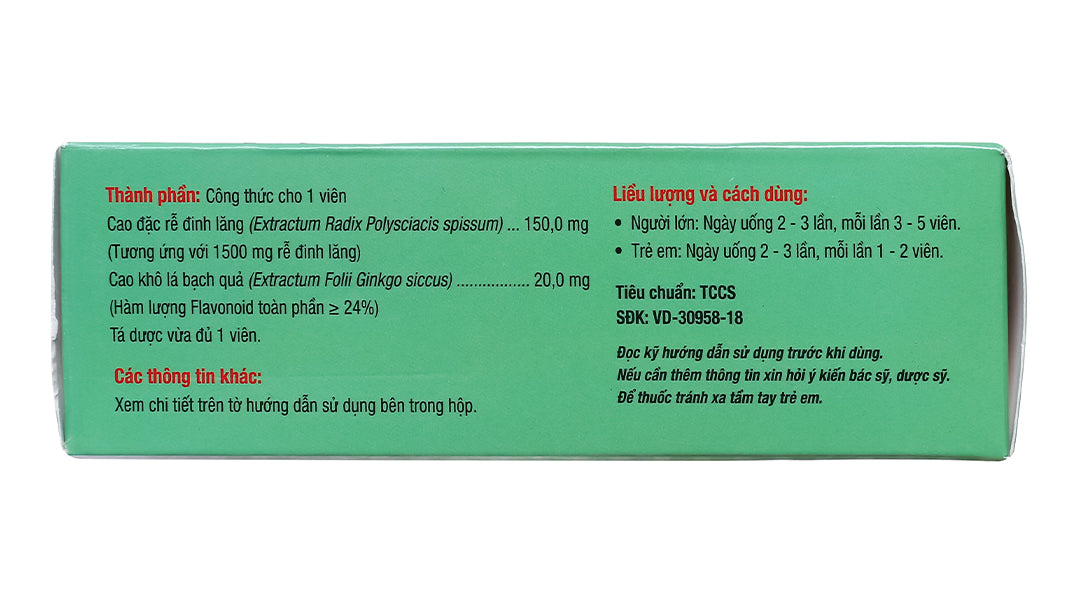 Thành phần: Công thức cho 1 viên
Cao đặc rễ đinh lăng (Extractum Radix Polysciacis spissum) ... 150,0 mg
(Tương ứng với 1500 mg rễ đinh lăng)
Cao khô lá bạch quả (Extractum Folii Ginkgo siccus) ................. 20,0 mg
(Hàm lượng Flavonoid toàn phần ≥ 24%)
Tá dược vừa đủ 1 viên.
Các thông tin khác:
Xem chi tiết trên tờ hướng dẫn sử dụng bên trong hộp.
Liều lượng và cách dùng:
• Người lớn: Ngày uống 2 - 3 lần, mỗi lần 3 - 5 viên.
• Trẻ em: Ngày uống 2 - 3 lần, mỗi lần 1 - 2 viên.
Tiêu chuẩn: TCCS
SĐK: VD-30958-18
Đọc kỹ hướng dẫn sử dụng trước khi dùng.
Nếu cần thêm thông tin xin hỏi ý kiến bác sỹ, dược sỹ.
Để thuốc tránh xa tầm tay trẻ em.